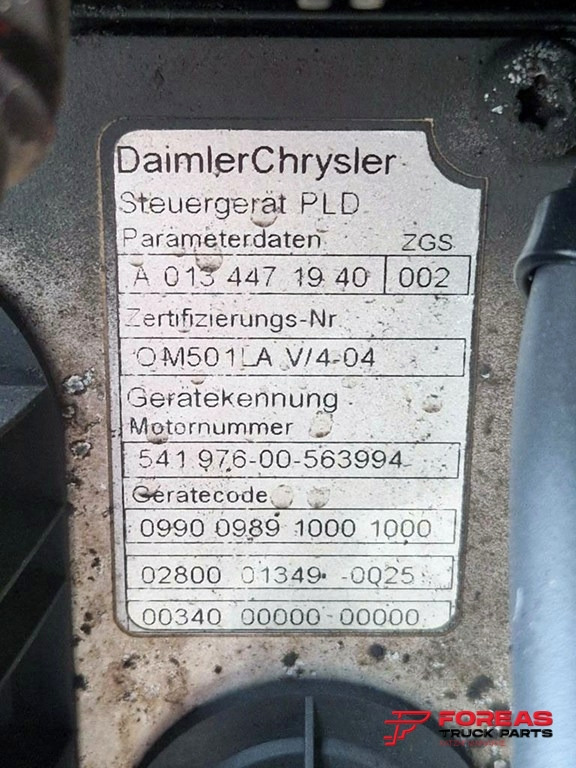 DaimlerChrysler
Steuergerät PLD
Parameterdaten ZGS
A 013 447 19 40 002
Zertifizierungs-Nr
OM501LA V/4-04
Gerätekennung
Motornummer
541 976-00-563994
Gerätecode
0990 0989 1000 1000
02800 01349 -0025
00340 00000-00000
FOREAS
TRUCK PARTS